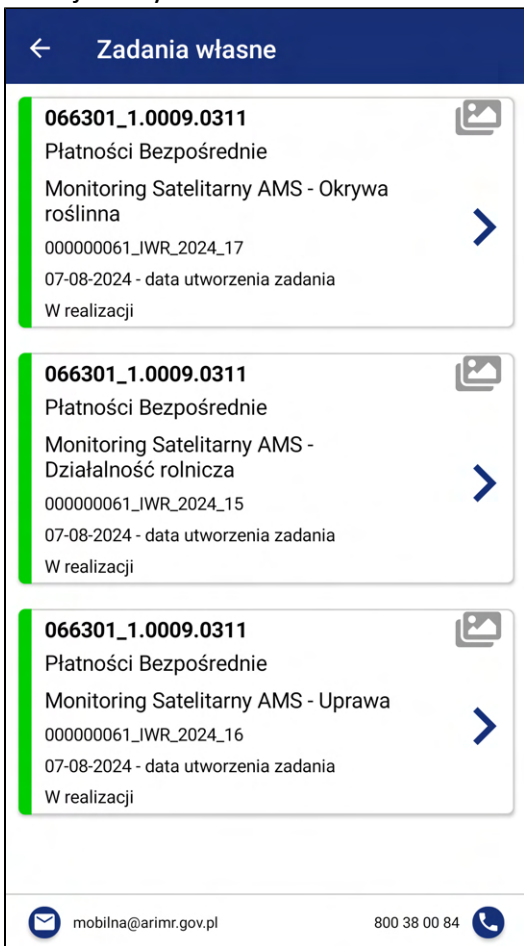 Zadania własne
066301_1.0009.0311
Płatności Bezpośrednie
Monitoring Satelitarny AMS - Okrywa
roślinna
000000061_IWR_2024_17
07-08-2024 - data utworzenia zadania
W realizacji
066301_1.0009.0311
Płatności Bezpośrednie
Monitoring Satelitarny AMS -
Działalność rolnicza
000000061_IWR_2024_15
07-08-2024 - data utworzenia zadania
W realizacji
066301_1.0009.0311
Płatności Bezpośrednie
Monitoring Satelitarny AMS - Uprawa
000000061_IWR_2024_16
07-08-2024 - data utworzenia zadania
W realizacji
mobilna@arimr.gov.pl 800 38 00 84